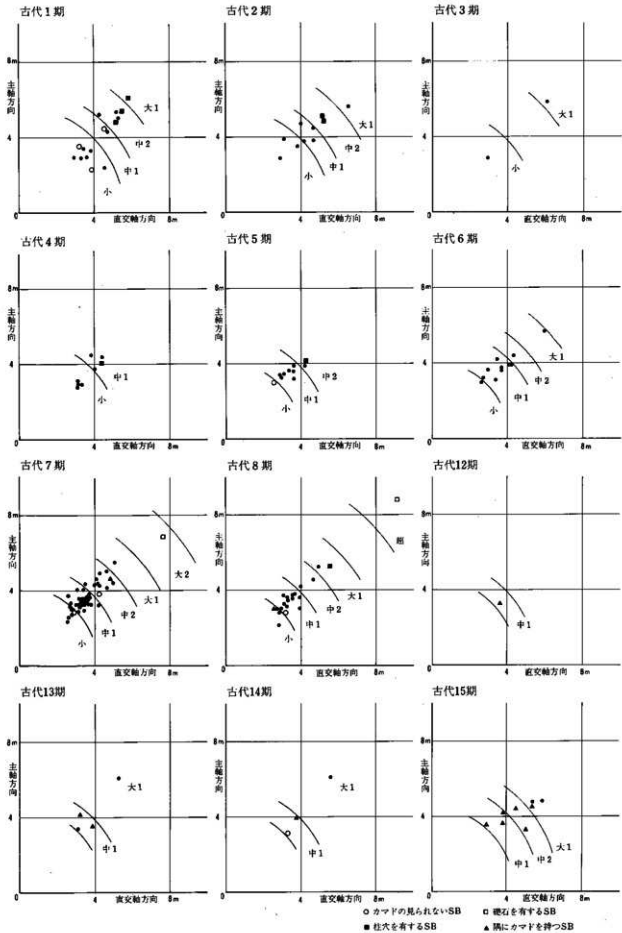 古代1期
8m
主軸方向
4
0
4
8m
直交軸方向
大1
中2
中1
小
古代2期
8m
主軸方向
4
0
4
8m
直交軸方向
大1
中2
中1
小
古代3期
8m
主軸方向
4
0
4
8m
直交軸方向
大1
小
古代4期
8m
主軸方向
4
0
4
8m
直交軸方向
中1
小
古代5期
8m
主軸方向
4
0
4
8m
直交軸方向
中2
中1
小
古代6期
8m
主軸方向
4
0
4
8m
直交軸方向
大1
中2
中1
小
古代7期
8m
主軸方向
4
0
4
8m
直交軸方向
大2
大1
中2
中1
小
古代8期
8m
主軸方向
4
0
4
8m
直交軸方向
超
大1
中2
中1
小
古代12期
8m
主軸方向
4
0
4
8m
直交軸方向
中1
古代13期
8m
主軸方向
4
0
4
8m
直交軸方向
大1
中1
古代14期
8m
主軸方向
4
0
4
8m
直交軸方向
大1
中1
古代15期
8m
主軸方向
4
0
4
8m
直交軸方向
大1
中2
中1
○ カマドの見られないSB
□ 礎石を有するSB
■ 柱穴を有するSB
▲ 隅にカマドを持つSB